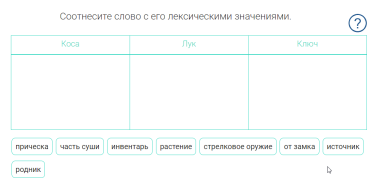 Соотнесите слово с его лексическими значениями.
?
Коса Лук Ключ
прическа часть суши инвентарь растение стрелковое оружие от замка источник
родник